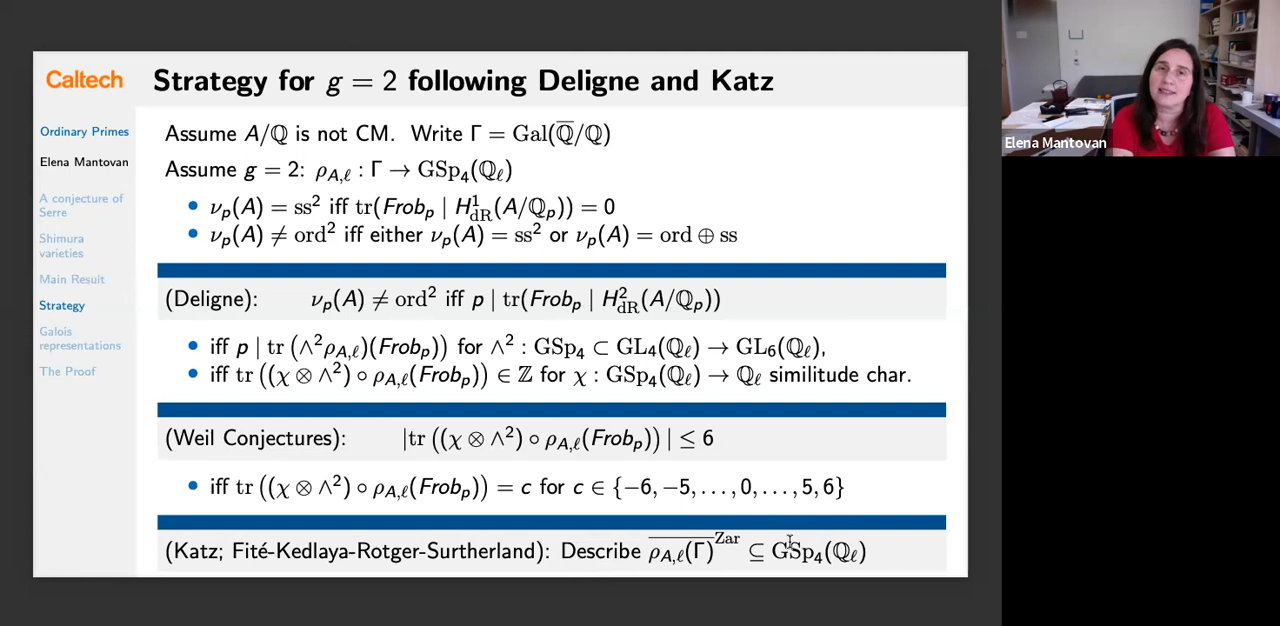 Caltech
Strategy for g = 2 following Deligne and Katz
Ordinary Primes
Elena Mantovan
A conjecture of
Serre
Shimura
varieties
Main Result
Strategy
Galois
representations
The Proof
Assume A/ℚ is not CM. Write Γ = Gal(ℚ̅/ℚ)
Assume g = 2: ρ_{A,ℓ} : Γ → GSp₄(ℚ_ℓ)
• ν_p(A) = ss² iff tr(Frob_p | H¹_dR(A/ℚ_p)) = 0
• ν_p(A) ≠ ord² iff either ν_p(A) = ss² or ν_p(A) = ord ⊕ ss
(Deligne): ν_p(A) ≠ ord² iff p | tr(Frob_p | H²_dR(A/ℚ_p))
• iff p | tr (∧²ρ_{A,ℓ})(Frob_p)) for ∧² : GSp₄ ⊂ GL₄(ℚ_ℓ) → GL₆(ℚ_ℓ),
• iff tr ((χ ⊗ ∧²) ∘ ρ_{A,ℓ}(Frob_p)) ∈ ℤ for χ : GSp₄(ℚ_ℓ) → ℚ_ℓ similitude char.
(Weil Conjectures): |tr ((χ ⊗ ∧²) ∘ ρ_{A,ℓ}(Frob_p)) | ≤ 6
• iff tr ((χ ⊗ ∧²) ∘ ρ_{A,ℓ}(Frob_p)) = c for c ∈ {−6, −5, . . . , 0, . . . , 5, 6}
(Katz; Fité-Kedlaya-Rotger-Surtherland): Describe \overline{ρ_{A,ℓ}(Γ)}^{Zar} ⊆ GSp₄(ℚ_ℓ)
Elena Mantovan